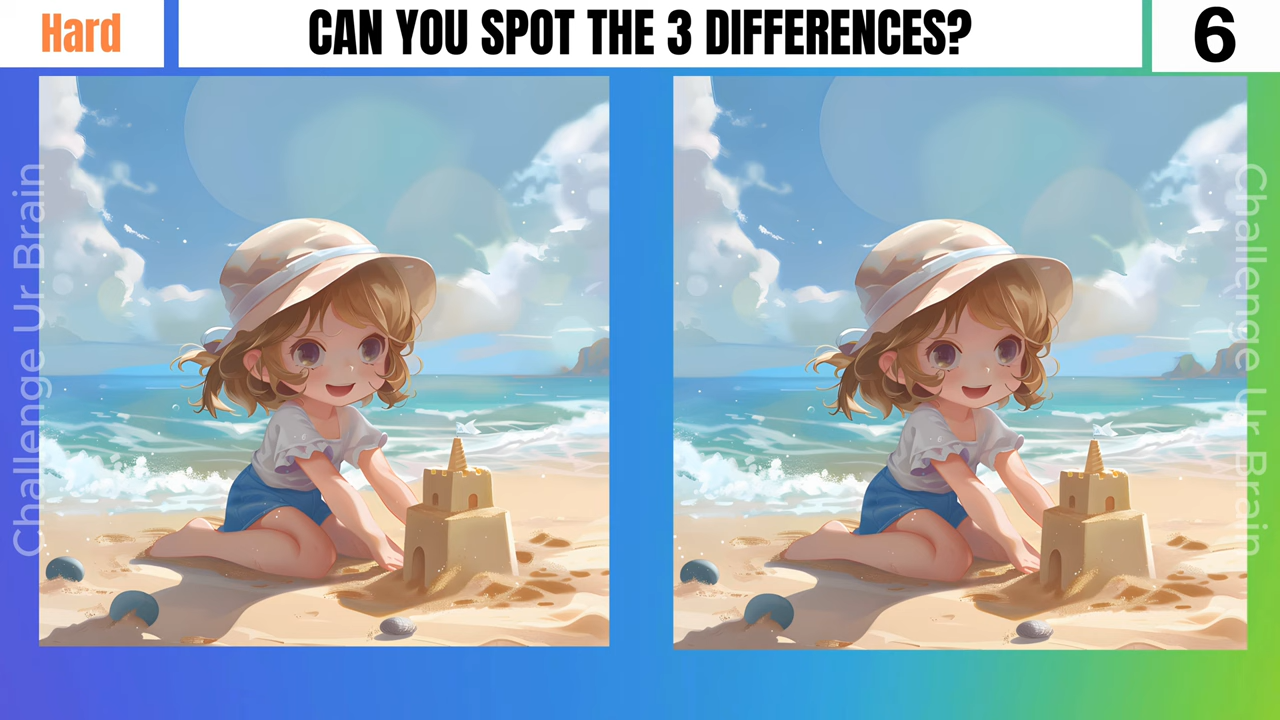 Hard
CAN YOU SPOT THE 3 DIFFERENCES?
6
Challenge Ur Brain
Challenge Ur Brain